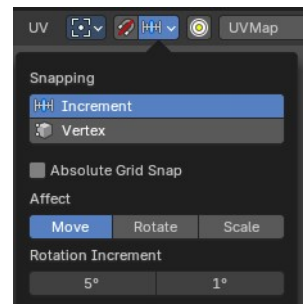 UV UVMap
Snapping
Increment
Vertex
Absolute Grid Snap
Affect
Move Rotate Scale
Rotation Increment
5° 1°